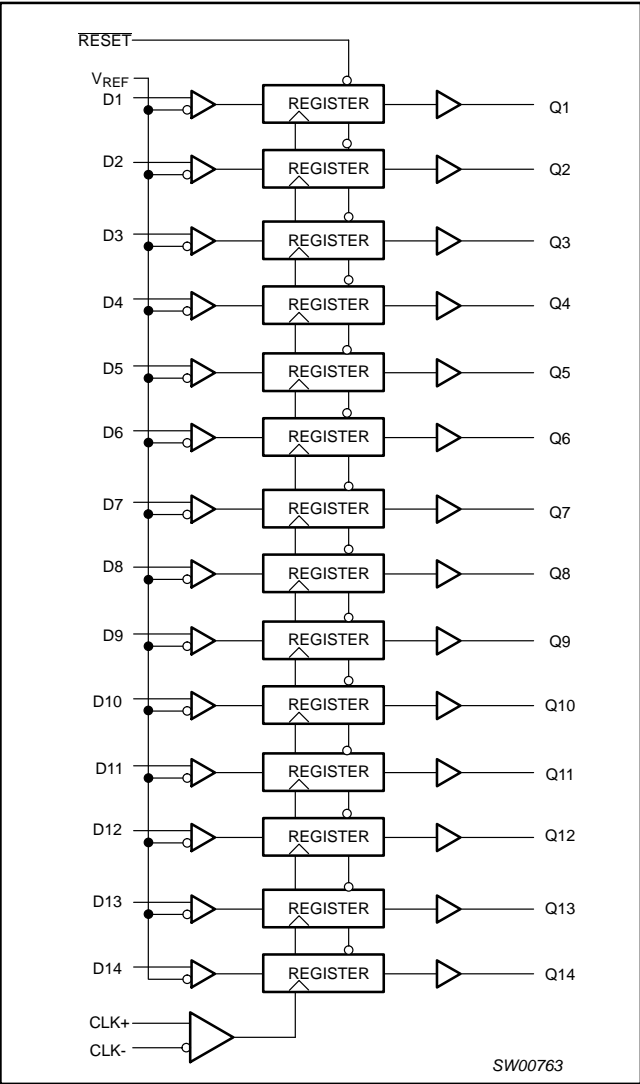 RESET
VREF
D1 REGISTER Q1
D2 REGISTER Q2
D3 REGISTER Q3
D4 REGISTER Q4
D5 REGISTER Q5
D6 REGISTER Q6
D7 REGISTER Q7
D8 REGISTER Q8
D9 REGISTER Q9
D10 REGISTER Q10
D11 REGISTER Q11
D12 REGISTER Q12
D13 REGISTER Q13
D14 REGISTER Q14
CLK+
CLK-
SW00763